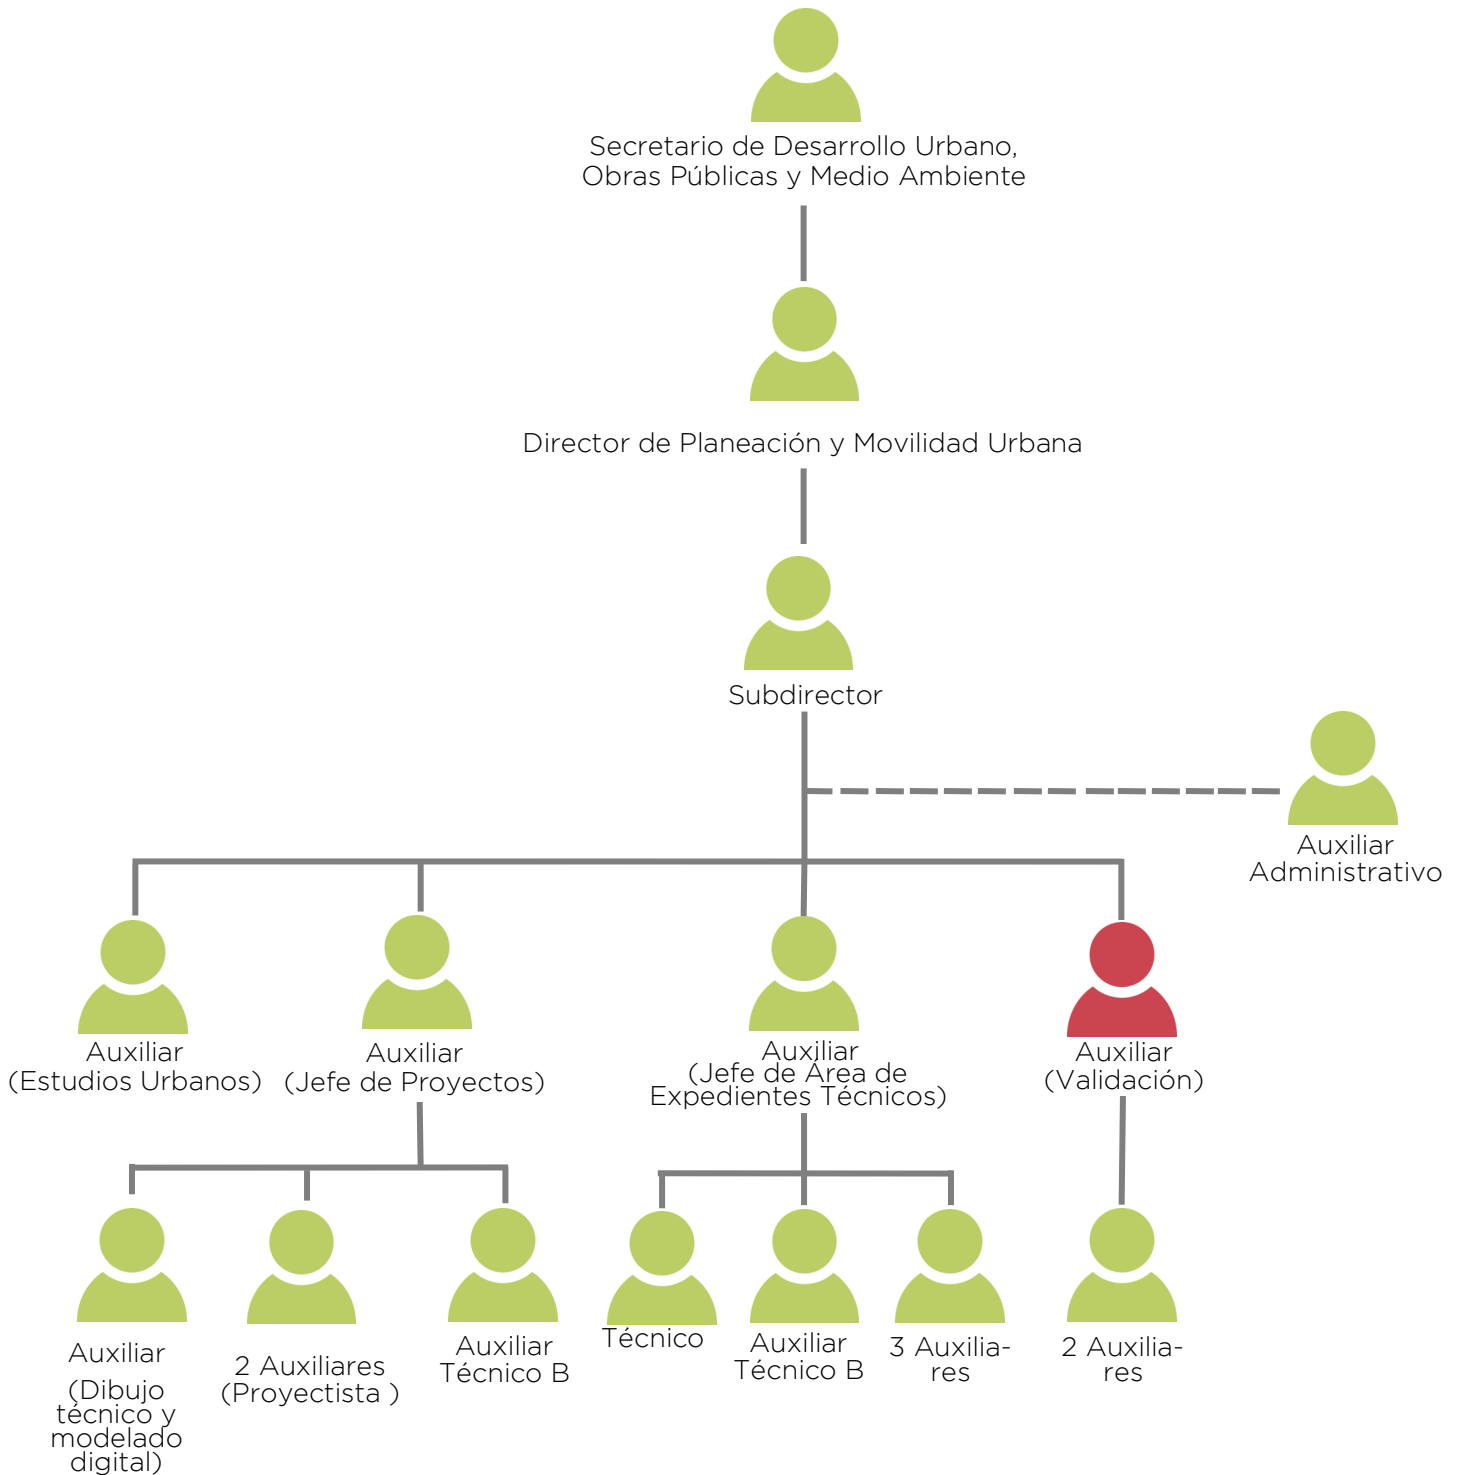 Secretario de Desarrollo Urbano,
Obras Públicas y Medio Ambiente
Director de Planeación y Movilidad Urbana
Subdirector
Auxiliar
Administrativo
Auxiliar
(Estudios Urbanos)
Auxiliar
(Jefe de Proyectos)
Auxiliar
(Jefe de Área de
Expedientes Técnicos)
Auxiliar
(Validación)
Auxiliar
(Dibujo
técnico y
modelado
digital)
2 Auxiliares
(Proyectista )
Auxiliar
Técnico B
Técnico
Auxiliar
Técnico B
3 Auxilia-
res
2 Auxilia-
res